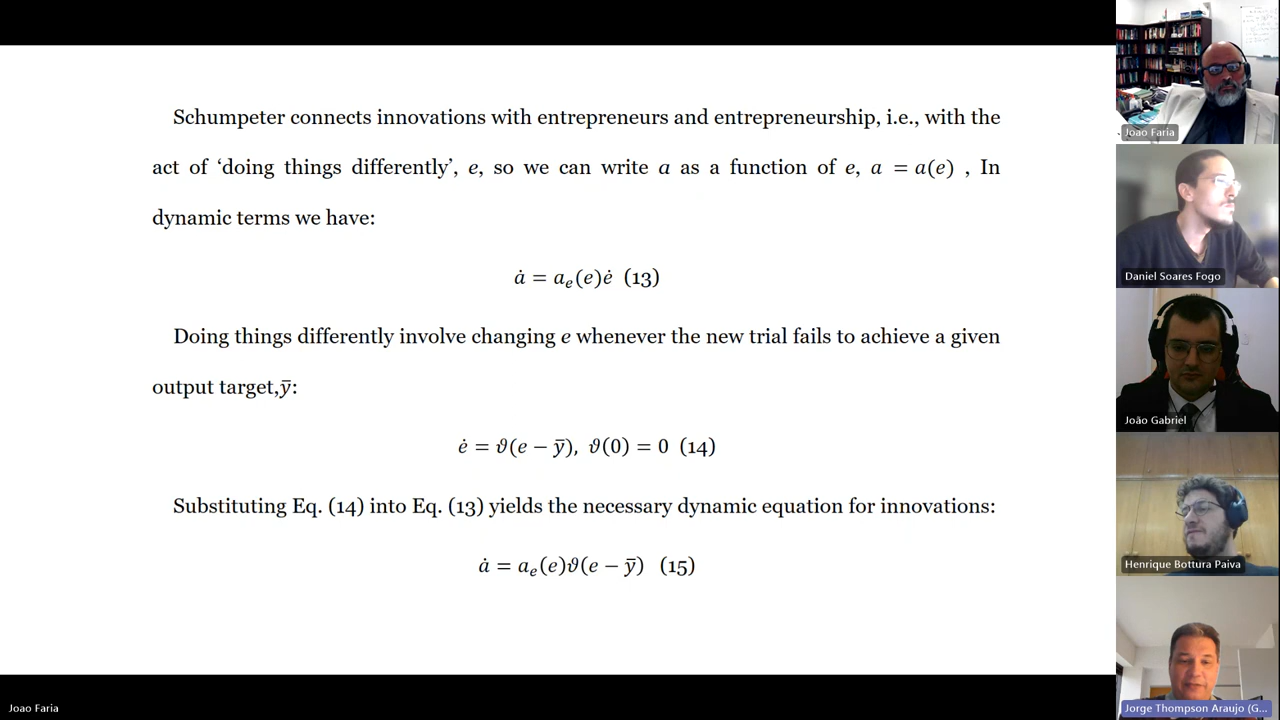 Schumpeter connects innovations with entrepreneurs and entrepreneurship, i.e., with the
act of ‘doing things differently’, e, so we can write a as a function of e, a = a(e) , In
dynamic terms we have:
ȧ = aₑ(e)ė (13)
Doing things differently involve changing e whenever the new trial fails to achieve a given
output target,ȳ:
ė = ϑ(e − ȳ), ϑ(0) = 0 (14)
Substituting Eq. (14) into Eq. (13) yields the necessary dynamic equation for innovations:
ȧ = aₑ(e)ϑ(e − ȳ) (15)
Joao Faria
Joao Faria
Daniel Soares Fogo
João Gabriel
Henrique Bottura Paiva
Jorge Thompson Araujo (G...